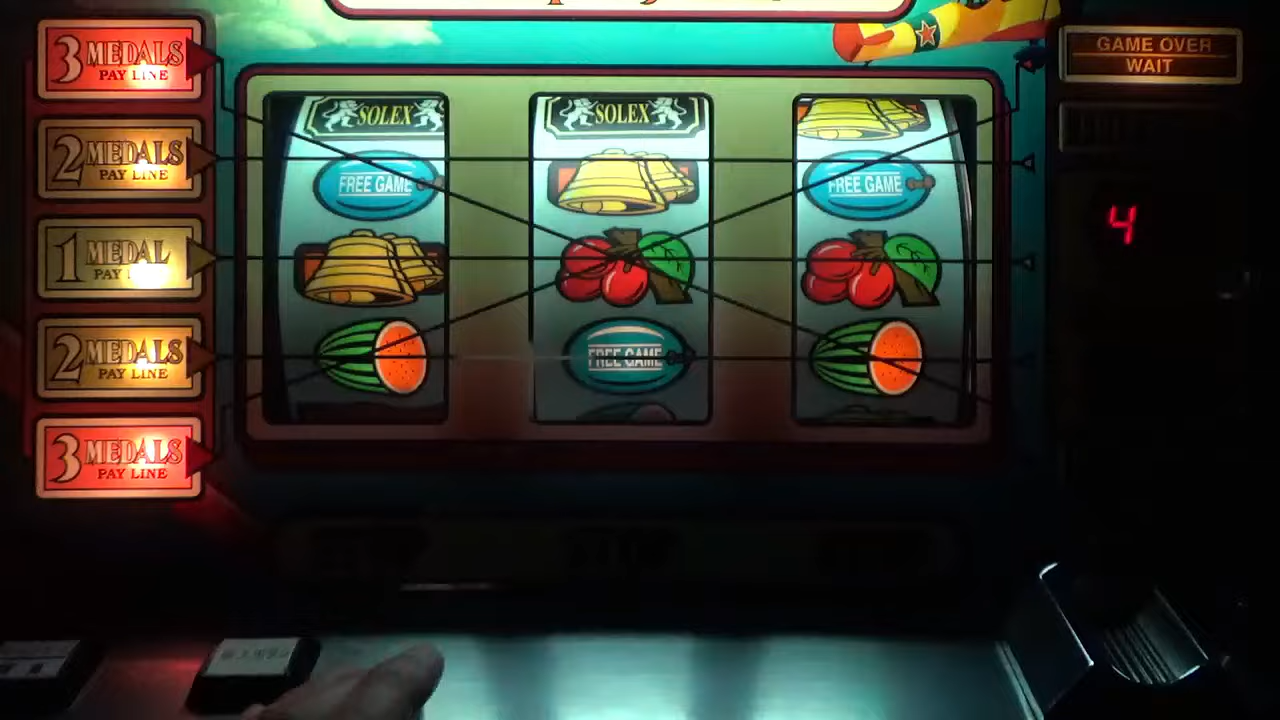 3 MEDALS
PAY LINE
2 MEDALS
PAY LINE
1 MEDAL
PAY
2 MEDALS
PAY LINE
3 MEDALS
PAY LINE
SOLEX
SOLEX
FREE GAME
FREE GAME
FREE GAME
GAME OVER
WAIT
4